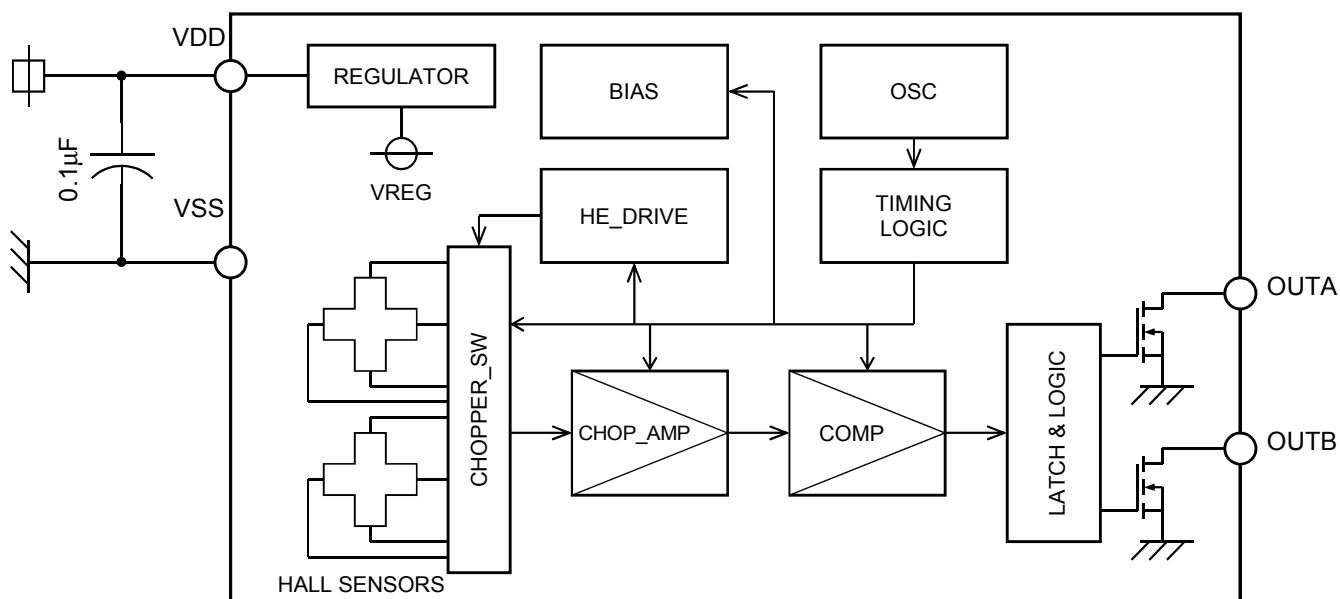 VDD
REGULATOR
BIAS
OSC
0.1µF
VREG
VSS
HE_DRIVE
TIMING
LOGIC
OUTA
CHOPPER_SW
CHOP_AMP
COMP
LATCH & LOGIC
OUTB
HALL SENSORS